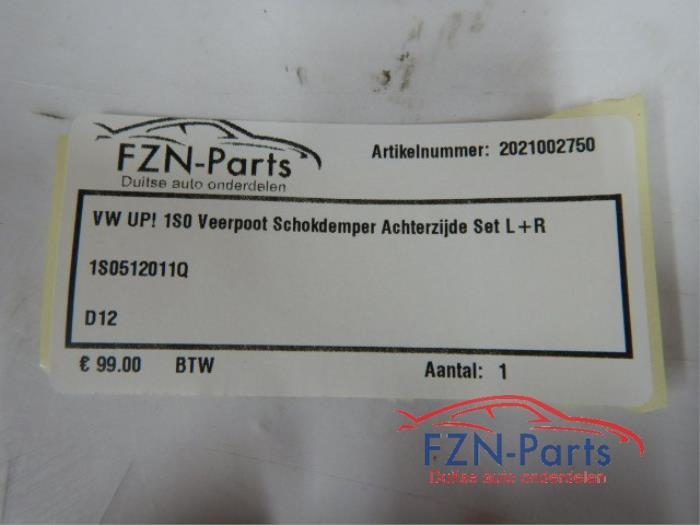 FZN-Parts
Duitse auto onderdelen
Artikelnummer: 2021002750
VW UP! 1S0 Veerpoot Schokdemper Achterzijde Set L+R
1S0512011Q
D12
€ 99.00 BTW Aantal: 1
FZN-Parts
Duitse auto onderdelen